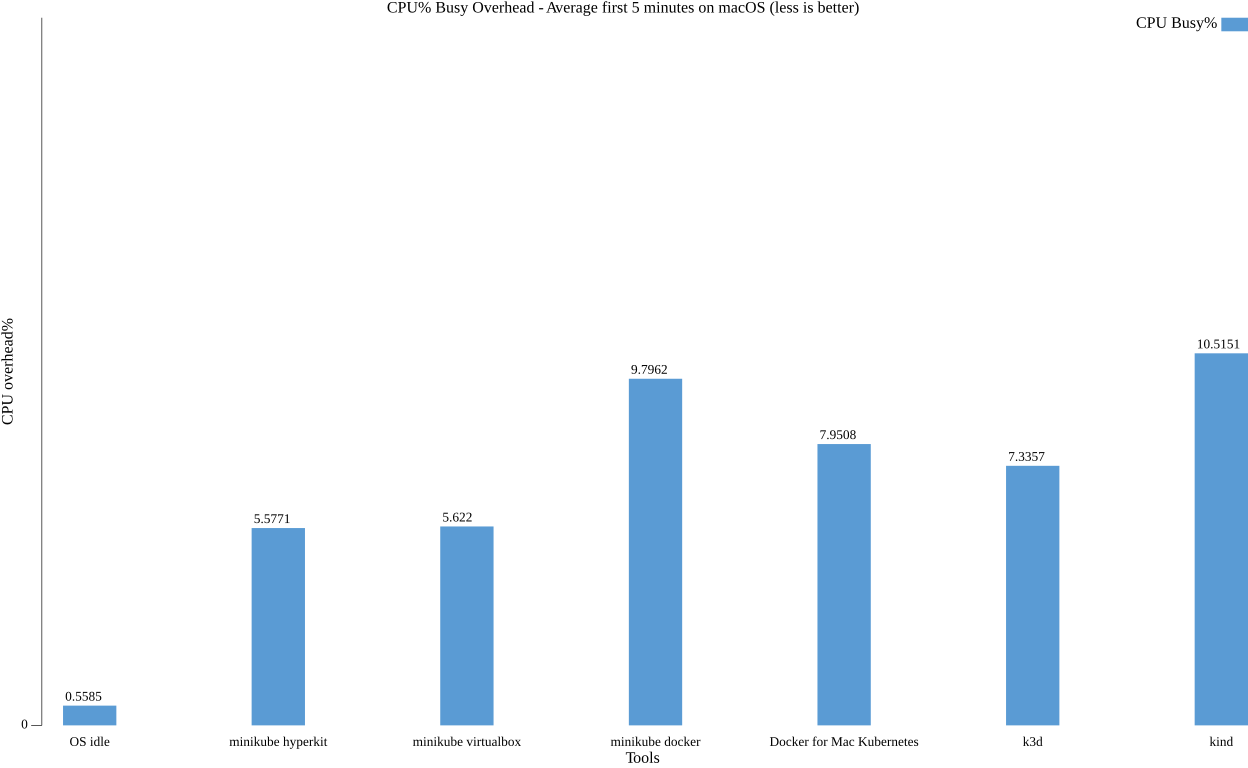 CPU% Busy Overhead - Average first 5 minutes on macOS (less is better)
CPU Busy%
CPU overhead%
10.5151
9.7962
7.9508
7.3357
5.5771
5.622
0.5585
0
OS idle
minikube hyperkit
minikube virtualbox
minikube docker
Docker for Mac Kubernetes
k3d
kind
Tools